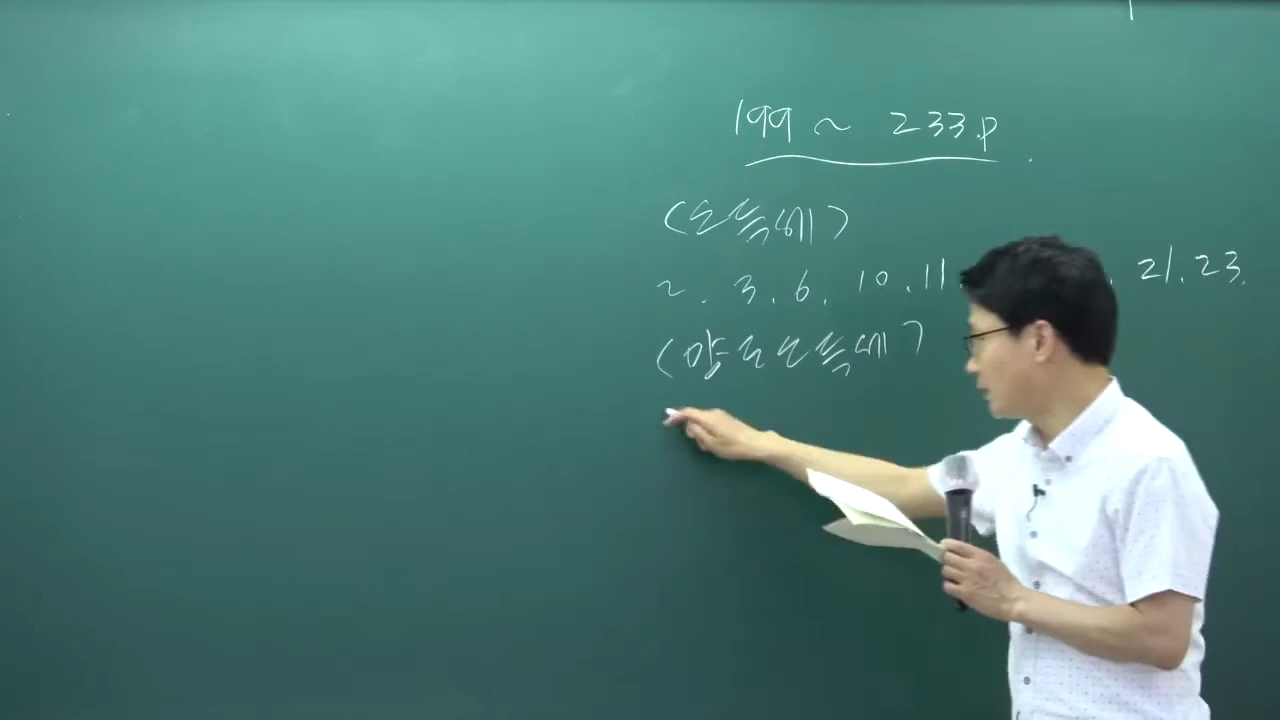 199 ~ 233.p
(소득세)
2. 3. 6. 10. 11. 21. 23.
(양도소득세)